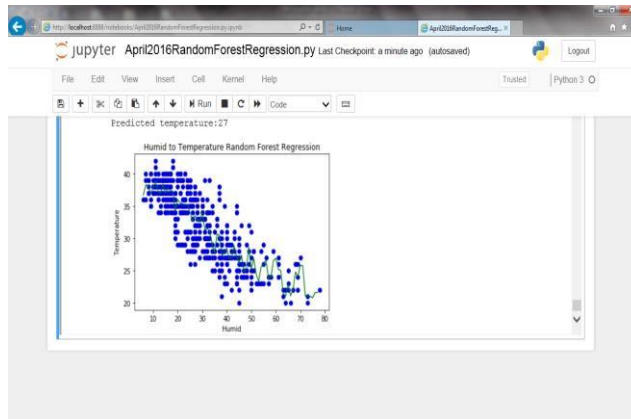 http://localhost:8888/notebooks/April2016RandomForestRegression.py.ipynb
Home
April2016RandomForestReg...
jupyter April2016RandomForestRegression.py Last Checkpoint: a minute ago (autosaved)
Logout
File Edit View Insert Cell Kernel Help
Trusted
Python 3
Run
Code
Predicted temperature:27
Humid to Temperature Random Forest Regression
Temperature
40
35
30
25
20
10 20 30 40 50 60 70 80
Humid